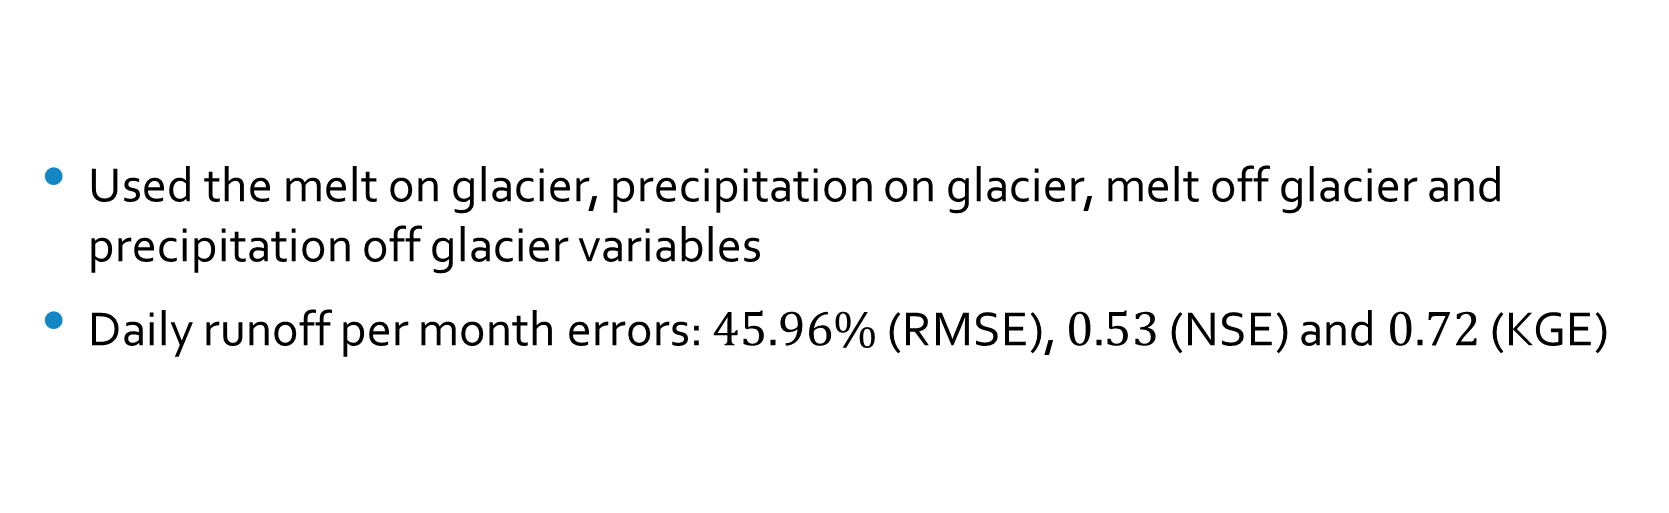 • Used the melt on glacier, precipitation on glacier, melt off glacier and
precipitation off glacier variables
• Daily runoff per month errors: 45.96% (RMSE), 0.53 (NSE) and 0.72 (KGE)